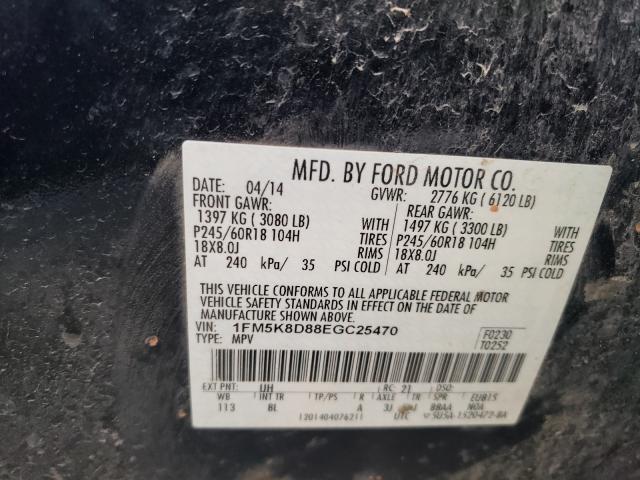 MFD. BY FORD MOTOR CO.
DATE: 04/14 GVWR: 2776 KG ( 6120 LB)
FRONT GAWR: REAR GAWR:
1397 KG ( 3080 LB) WITH 1497 KG ( 3300 LB) WITH
P245/60R18 104H TIRES P245/60R18 104H TIRES
18X8.0J RIMS 18X8.0J RIMS
AT 240 kPa/ 35 PSI COLD AT 240 kPa/ 35 PSI COLD
THIS VEHICLE CONFORMS TO ALL APPLICABLE FEDERAL MOTOR
VEHICLE SAFETY STANDARDS IN EFFECT ON THE DATE OF
MANUFACTURE SHOWN ABOVE.
VIN: 1FM5K8D88EGC25470 F0230
TYPE: MPV T0252
EXT PNT: UH RC: 21 DSO:
WB INT TR TP/PS R AXLE TR SPR EU815
113 BL A 3J J BBAA N0A
UTC